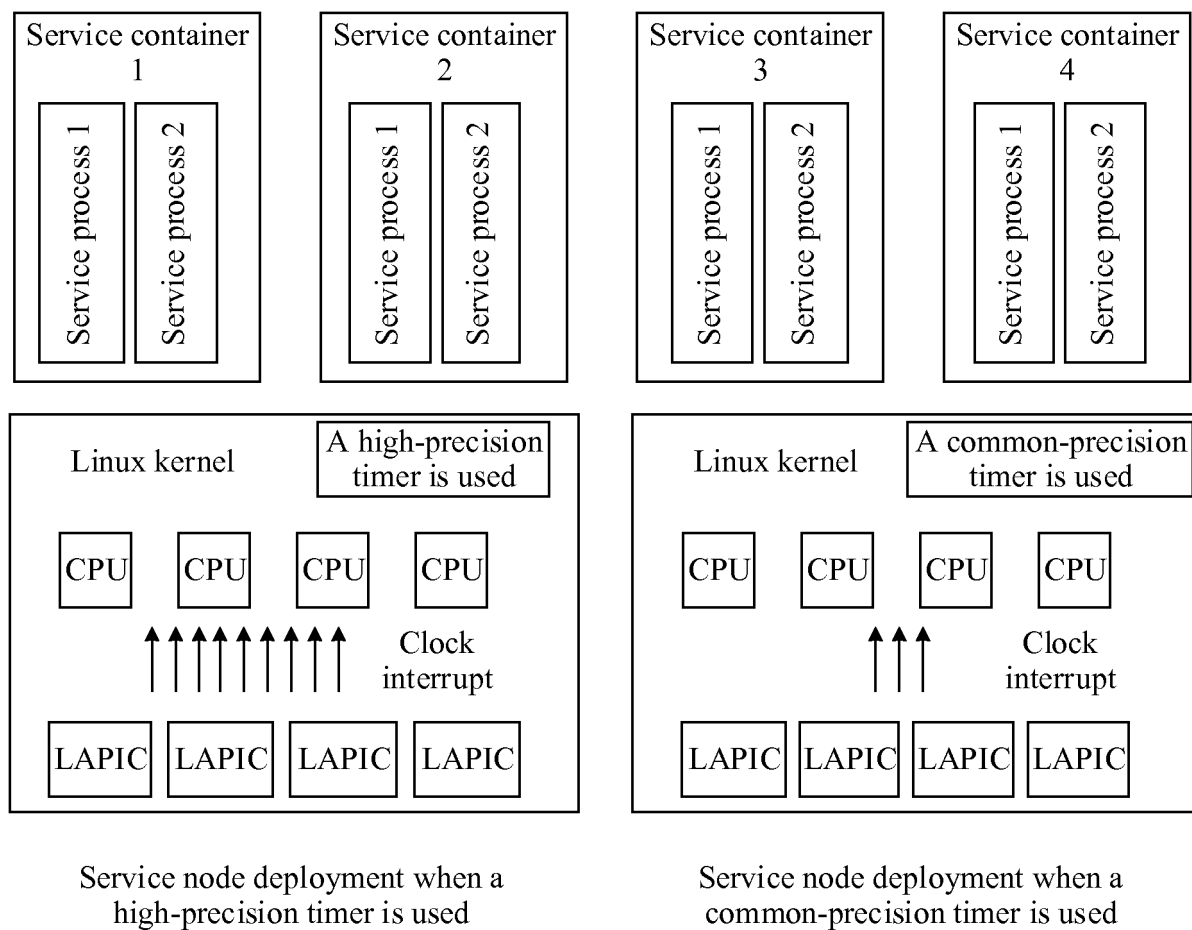 Service container
1
Service process 1
Service process 2
Service container
2
Service process 1
Service process 2
Service container
3
Service process 1
Service process 2
Service container
4
Service process 1
Service process 2
Linux kernel
A high-precision
timer is used
CPU
CPU
CPU
CPU
Clock
interrupt
LAPIC
LAPIC
LAPIC
LAPIC
Service node deployment when a
high-precision timer is used
Linux kernel
A common-precision
timer is used
CPU
CPU
CPU
CPU
Clock
interrupt
LAPIC
LAPIC
LAPIC
LAPIC
Service node deployment when a
common-precision timer is used